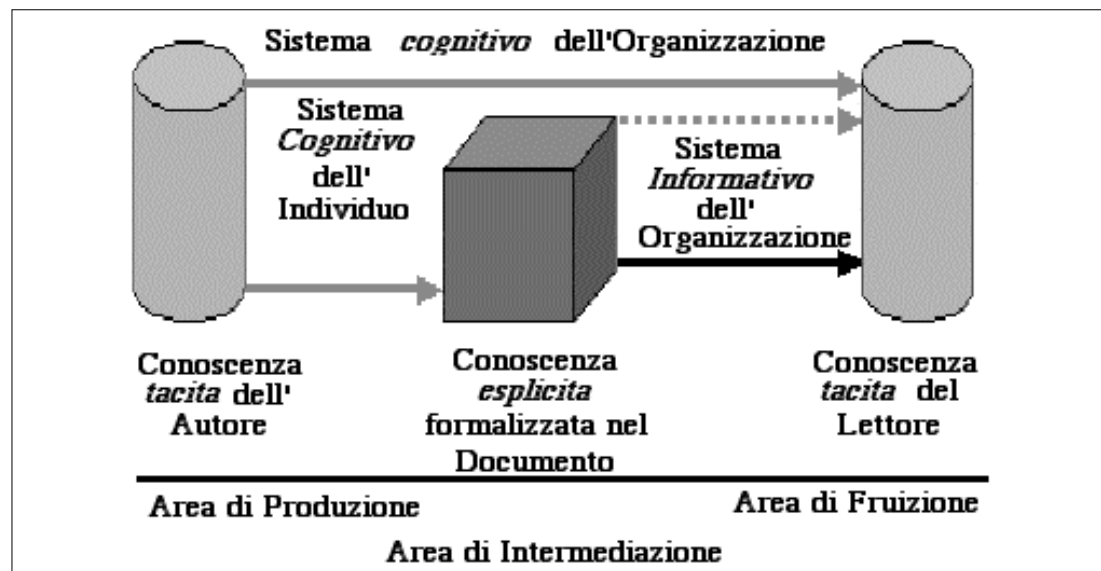 Sistema cognitivo dell'Organizzazione
Sistema
Cognitivo
dell'
Individuo
Sistema
Informativo
dell'
Organizzazione
Conoscenza
tacita dell'
Autore
Conoscenza
esplicita
formalizzata nel
Documento
Conoscenza
tacita del
Lettore
Area di Produzione
Area di Fruizione
Area di Intermediazione